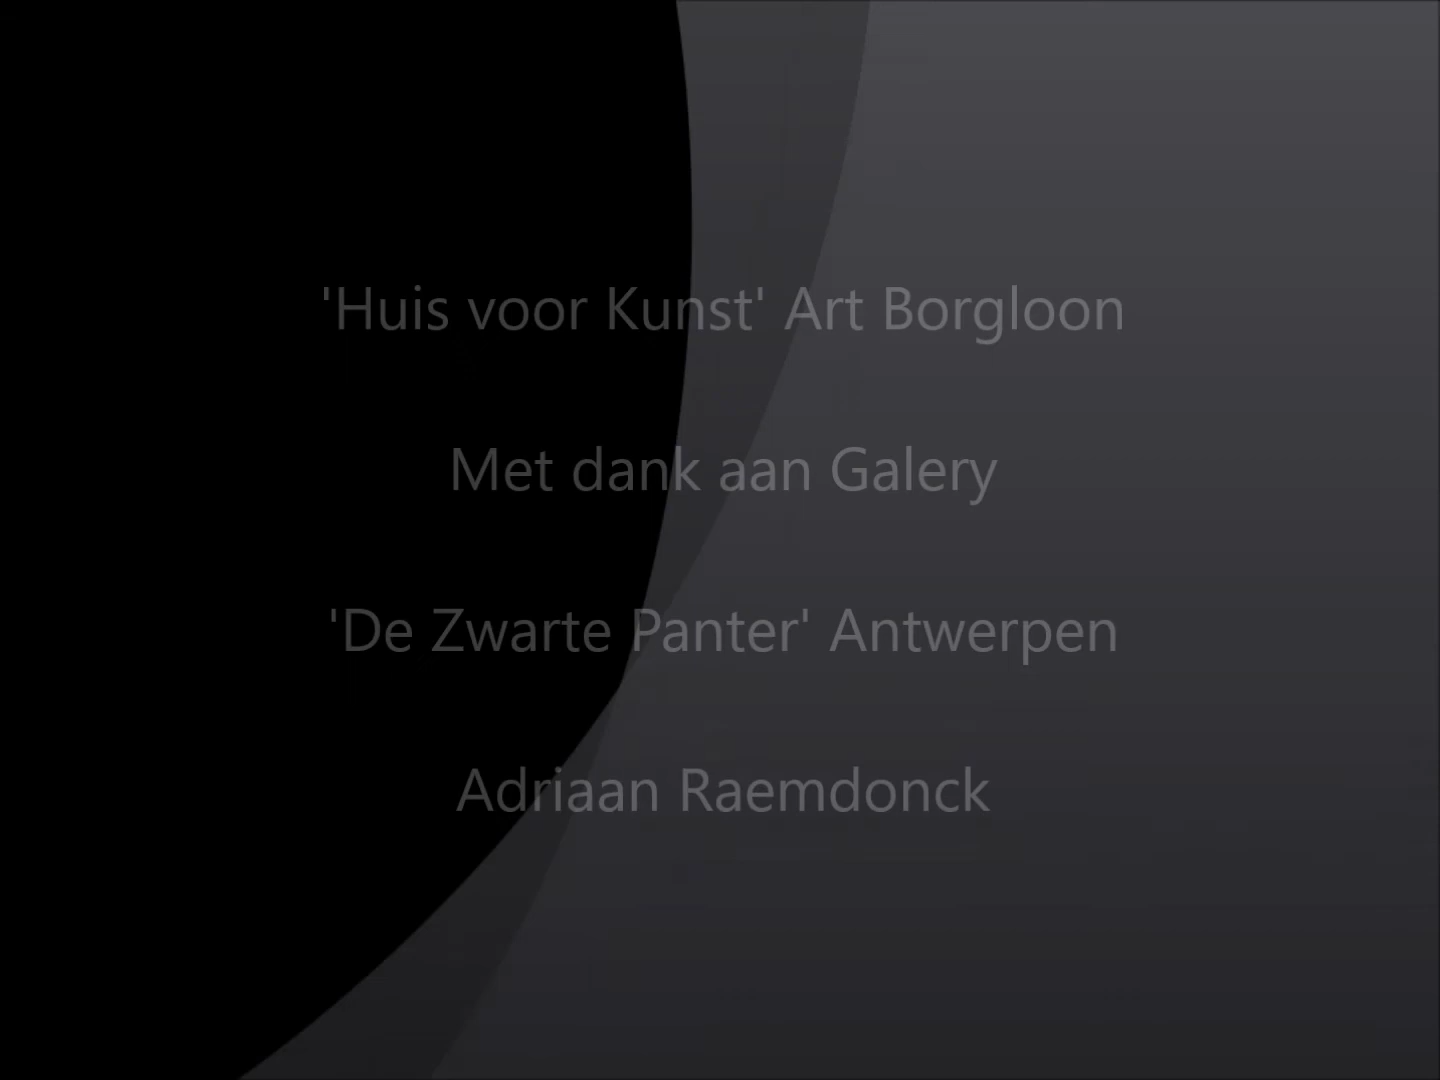 'Huis voor Kunst' Art Borgloon
Met dank aan Galery
'De Zwarte Panter' Antwerpen
Adriaan Raemdonck